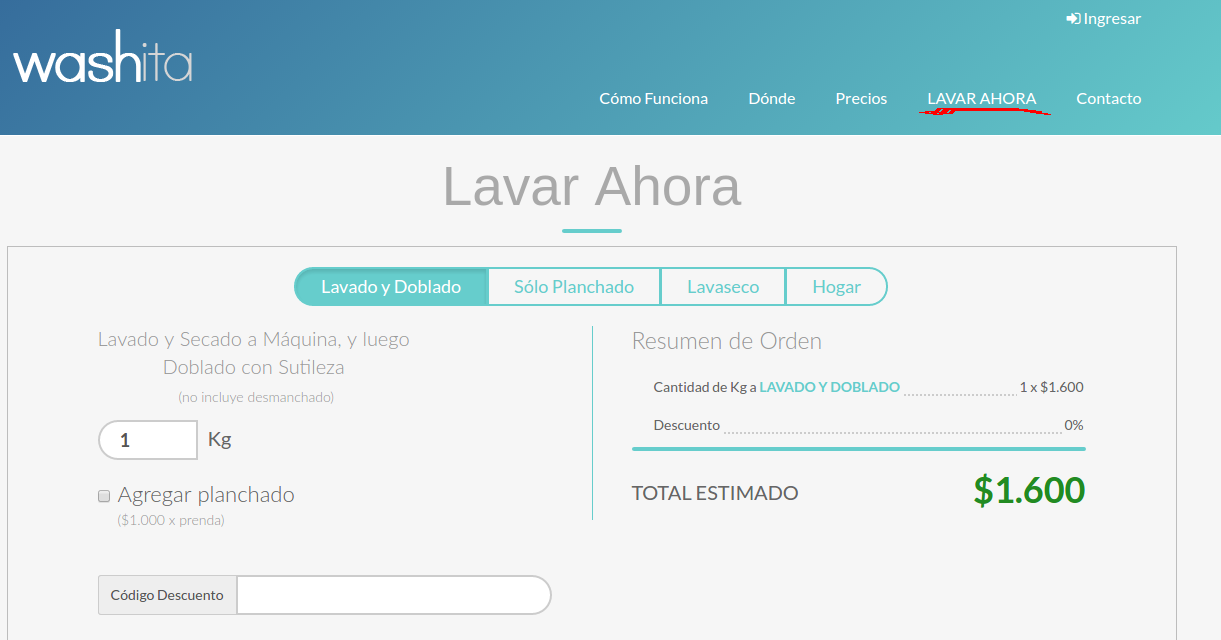 Ingresar
washita
Cómo Funciona Dónde Precios LAVAR AHORA Contacto
Lavar Ahora
Lavado y Doblado Sólo Planchado Lavaseco Hogar
Lavado y Secado a Máquina, y luego
Doblado con Sutileza
(no incluye desmanchado)
1 Kg
Agregar planchado
($1.000 x prenda)
Código Descuento
Resumen de Orden
Cantidad de Kg a LAVADO Y DOBLADO 1 x $1.600
Descuento 0%
TOTAL ESTIMADO $1.600